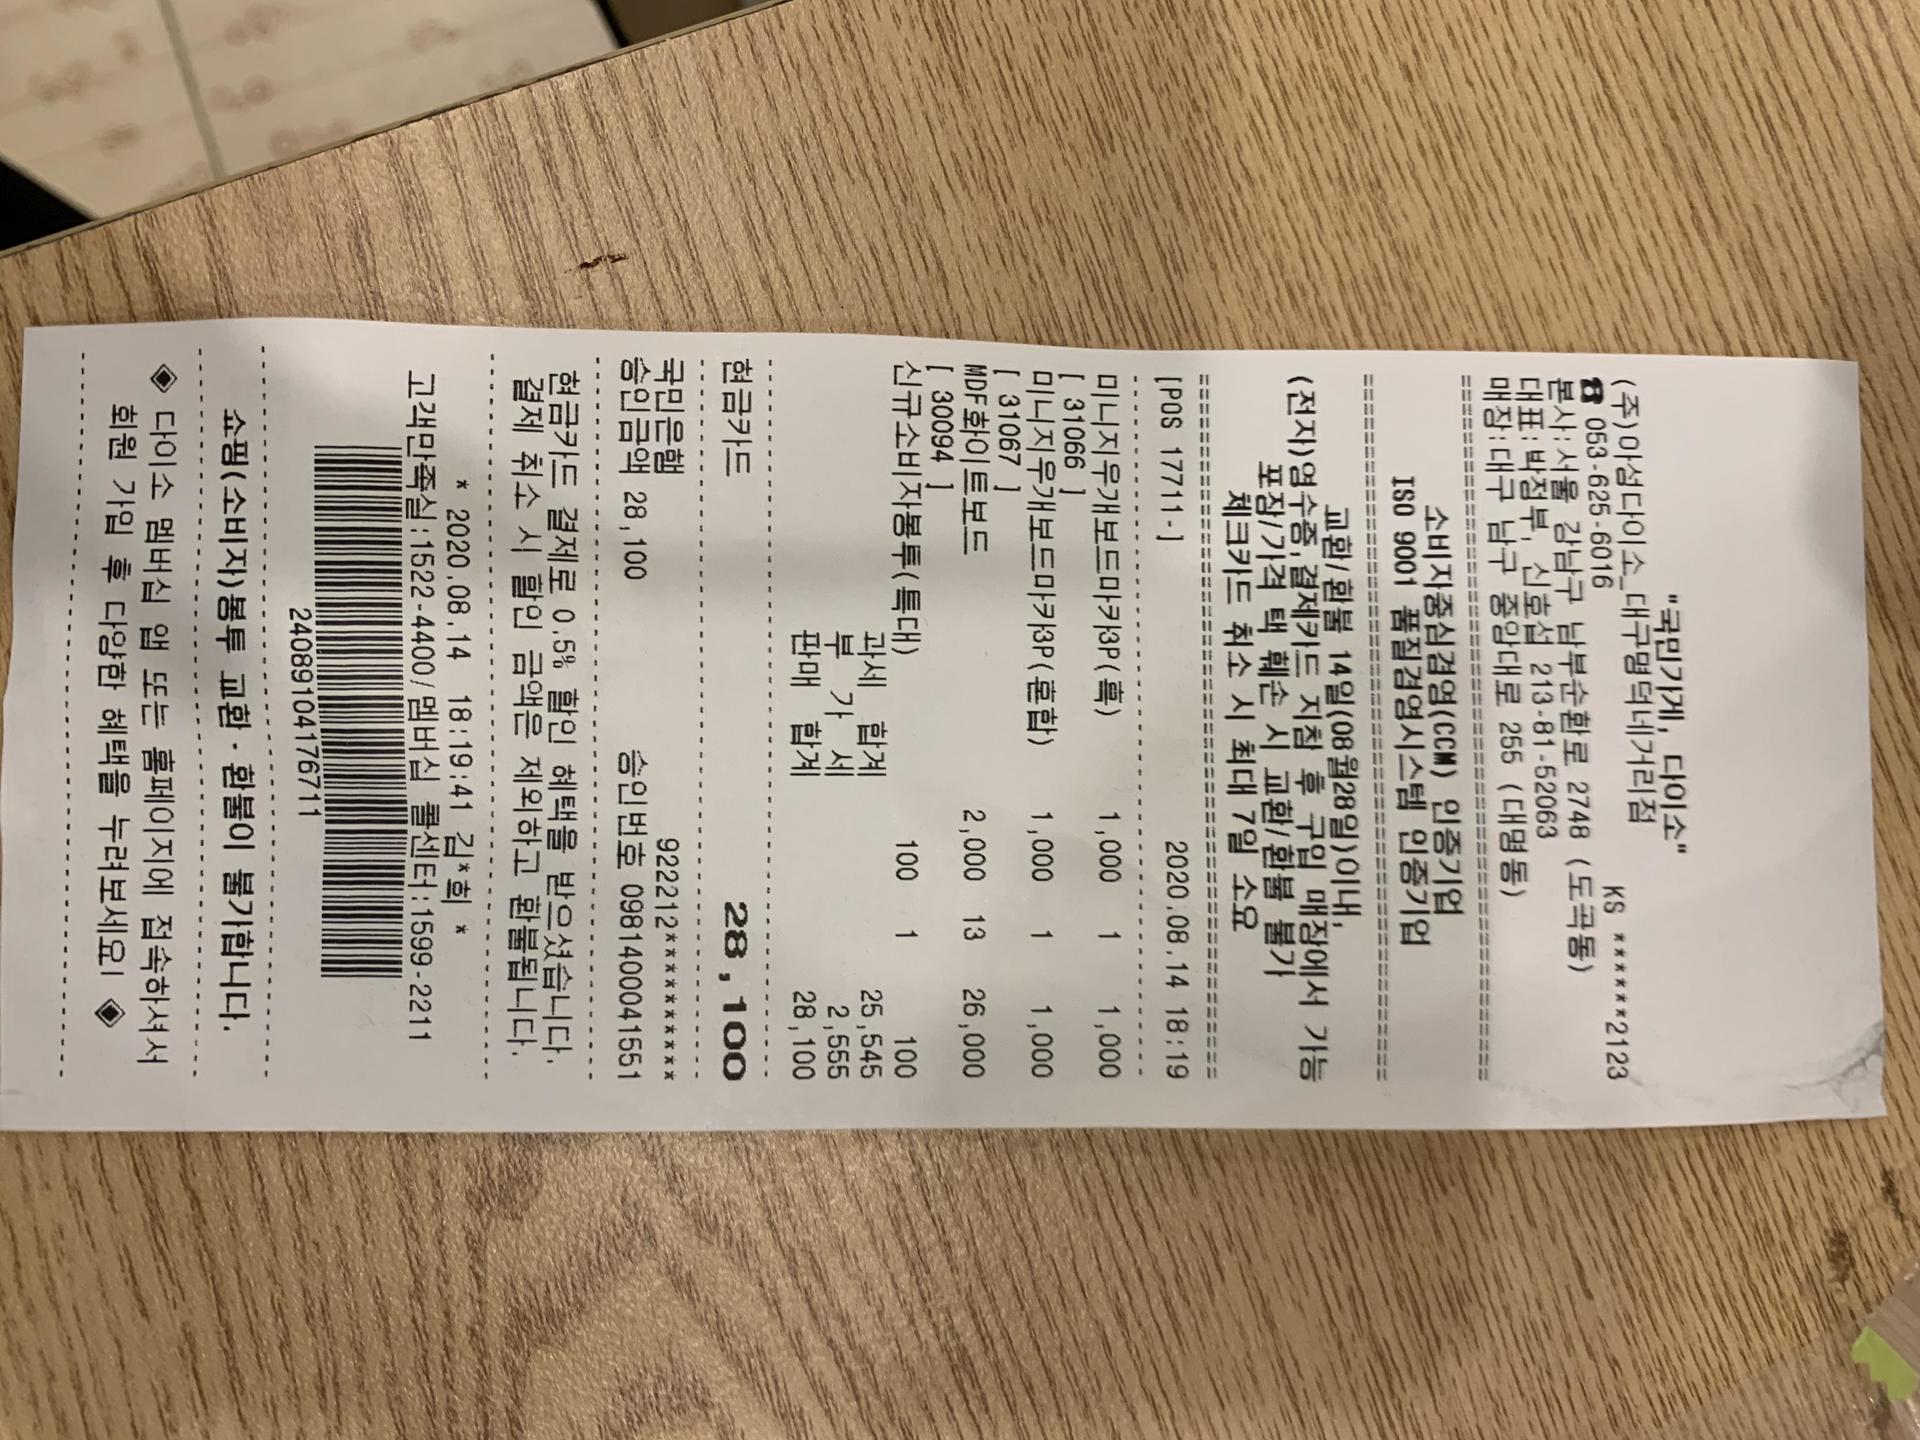 "국민가게, 다이소"
(주)아성다이소_대구명덕네거리점
☎ 053-625-6016 KS *******2123
본사:서울 강남구 남부순환로 2748 (도곡동)
대표:박정부, 신호섭 213-81-52063
매장:대구 남구 중앙대로 255 (대명동)
================================
소비자중심경영(CCM) 인증기업
ISO 9001 품질경영시스템 인증기업
================================
교환/환불 14일(08월28일)이내,
(전자)영수증,결제카드 지참 후 구입 매장에서 가능
포장/가격 택 훼손 시 교환/환불 불가
체크카드 취소 시 최대 7일 소요
================================
[POS 17711-] 2020.08.14 18:19
미니지우개보드마카3P(흑) 1,000 1 1,000
[ 31066 ]
미니지우개보드마카3P(혼합) 1,000 1 1,000
[ 31067 ]
MDF화이트보드 2,000 13 26,000
[ 30094 ]
신규소비자봉투(특대) 100 1 100
과세 합계 25,545
부 가 세 2,555
판매 합계 28,100
현금카드 28,100
국민은행 922212**********
승인금액 28,100 승인번호 0981400041551
현금카드 결제로 0.5% 할인 혜택을 받으셨습니다.
결제 취소 시 할인 금액은 제외하고 환불됩니다.
* 2020.08.14 18:19:41 김*희 *
고객만족실:1522-4400/멤버십 콜센터:1599-2211
2408910417671​1
쇼핑(소비자)봉투 교환·환불이 불가합니다.
◈ 다이소 멤버십 앱 또는 홈페이지에 접속하셔서
회원 가입 후 다양한 혜택을 누려보세요! ◈